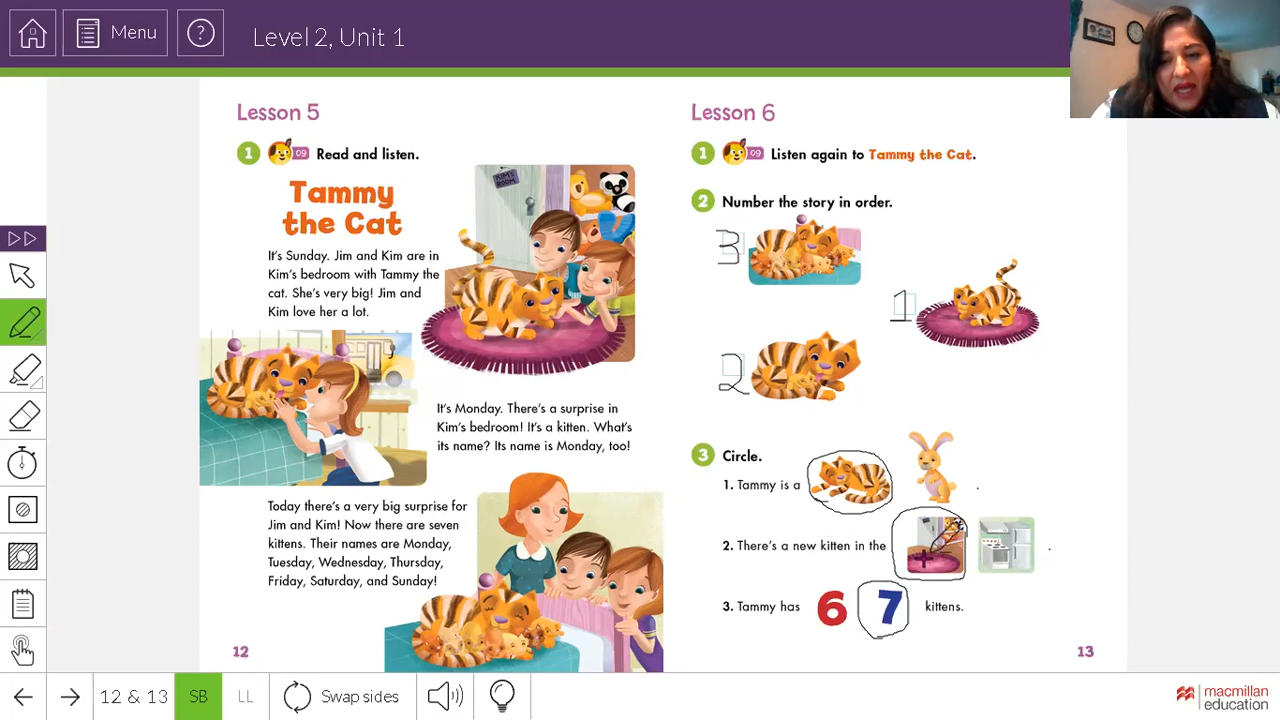 Menu
?
Level 2, Unit 1
Lesson 5
1 09 Read and listen.
Tammy
the Cat
KIM'S
ROOM
It's Sunday. Jim and Kim are in
Kim's bedroom with Tammy the
cat. She's very big! Jim and
Kim love her a lot.
It's Monday. There's a surprise in
Kim's bedroom! It's a kitten. What's
its name? Its name is Monday, too!
Today there's a very big surprise for
Jim and Kim! Now there are seven
kittens. Their names are Monday,
Tuesday, Wednesday, Thursday,
Friday, Saturday, and Sunday!
12
Lesson 6
1 09 Listen again to Tammy the Cat.
2 Number the story in order.
3
1
2
3 Circle.
1. Tammy is a .
2. There's a new kitten in the .
3. Tammy has 6 7 kittens.
13
12 & 13
SB
LL
Swap sides
macmillan
education